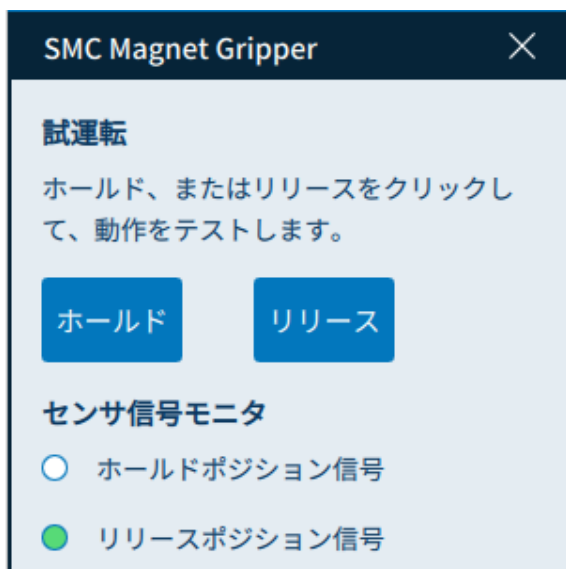 SMC Magnet Gripper
試運転
ホールド、またはリリースをクリックし
て、動作をテストします。
ホールド
リリース
センサ信号モニタ
ホールドポジション信号
リリースポジション信号